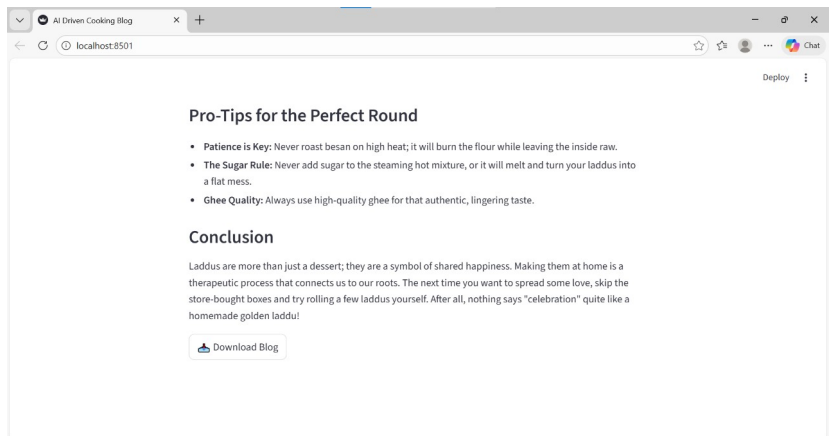 AI Driven Cooking Blog
localhost:8501
Chat
Deploy
Pro-Tips for the Perfect Round
Patience is Key: Never roast besan on high heat; it will burn the flour while leaving the inside raw.
The Sugar Rule: Never add sugar to the steaming hot mixture, or it will melt and turn your laddus into
a flat mess.
Ghee Quality: Always use high-quality ghee for that authentic, lingering taste.
Conclusion
Laddus are more than just a dessert; they are a symbol of shared happiness. Making them at home is a
therapeutic process that connects us to our roots. The next time you want to spread some love, skip the
store-bought boxes and try rolling a few laddus yourself. After all, nothing says "celebration" quite like a
homemade golden laddu!
Download Blog